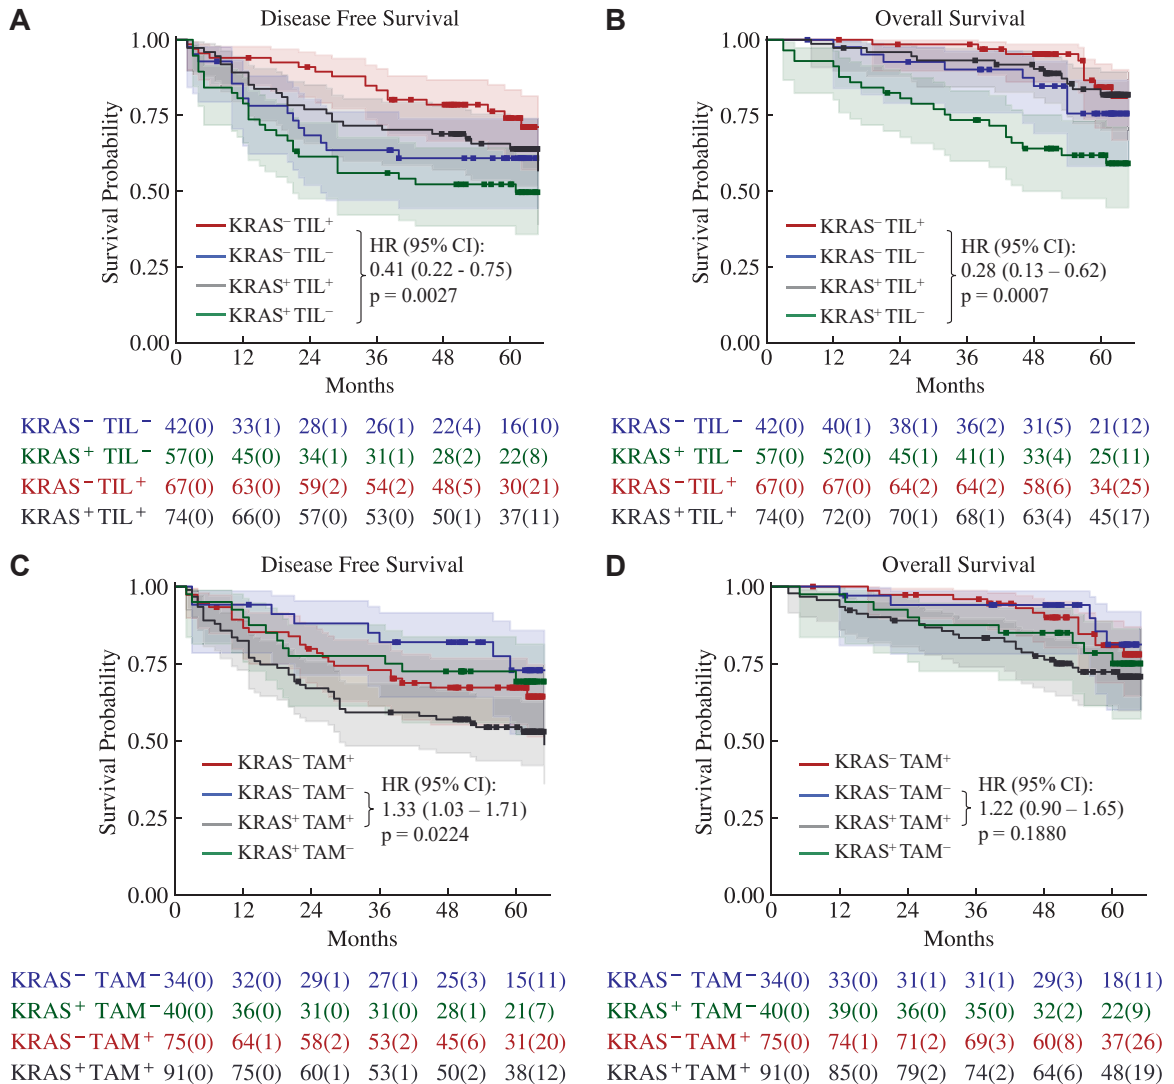 A
Disease Free Survival
1.00
0.75
0.50
0.25
0.00
Survival Probability
KRAS⁻ TIL⁺
KRAS⁻ TIL⁻
KRAS⁺ TIL⁺
KRAS⁺ TIL⁻
HR (95% CI):
0.41 (0.22 - 0.75)
p = 0.0027
0 12 24 36 48 60
Months
KRAS⁻ TIL⁻ 42(0) 33(1) 28(1) 26(1) 22(4) 16(10)
KRAS⁺ TIL⁻ 57(0) 45(0) 34(1) 31(1) 28(2) 22(8)
KRAS⁻TIL⁺ 67(0) 63(0) 59(2) 54(2) 48(5) 30(21)
KRAS⁺TIL⁺ 74(0) 66(0) 57(0) 53(0) 50(1) 37(11)
B
Overall Survival
1.00
0.75
0.50
0.25
0.00
Survival Probability
KRAS⁻ TIL⁺
KRAS⁻ TIL⁻
KRAS⁺ TIL⁺
KRAS⁺ TIL⁻
HR (95% CI):
0.28 (0.13 – 0.62)
p = 0.0007
0 12 24 36 48 60
Months
KRAS⁻ TIL⁻ 42(0) 40(1) 38(1) 36(2) 31(5) 21(12)
KRAS⁺ TIL⁻ 57(0) 52(0) 45(1) 41(1) 33(4) 25(11)
KRAS⁻TIL⁺ 67(0) 67(0) 64(2) 64(2) 58(6) 34(25)
KRAS⁺TIL⁺ 74(0) 72(0) 70(1) 68(1) 63(4) 45(17)
C
Disease Free Survival
1.00
0.75
0.50
0.25
0.00
Survival Probability
KRAS⁻ TAM⁺
KRAS⁻ TAM⁻
KRAS⁺ TAM⁺
KRAS⁺ TAM⁻
HR (95% CI):
1.33 (1.03 – 1.71)
p = 0.0224
0 12 24 36 48 60
Months
KRAS⁻ TAM⁻ 34(0) 32(0) 29(1) 27(1) 25(3) 15(11)
KRAS⁺ TAM⁻ 40(0) 36(0) 31(0) 31(0) 28(1) 21(7)
KRAS⁻TAM⁺ 75(0) 64(1) 58(2) 53(2) 45(6) 31(20)
KRAS⁺TAM⁺ 91(0) 75(0) 60(1) 53(1) 50(2) 38(12)
D
Overall Survival
1.00
0.75
0.50
0.25
0.00
Survival Probability
KRAS⁻ TAM⁺
KRAS⁻ TAM⁻
KRAS⁺ TAM⁺
KRAS⁺ TAM⁻
HR (95% CI):
1.22 (0.90 – 1.65)
p = 0.1880
0 12 24 36 48 60
Months
KRAS⁻ TAM⁻ 34(0) 33(0) 31(1) 31(1) 29(3) 18(11)
KRAS⁺ TAM⁻ 40(0) 39(0) 36(0) 35(0) 32(2) 22(9)
KRAS⁻TAM⁺ 75(0) 74(1) 71(2) 69(3) 60(8) 37(26)
KRAS⁺TAM⁺ 91(0) 85(0) 79(2) 74(2) 64(6) 48(19)